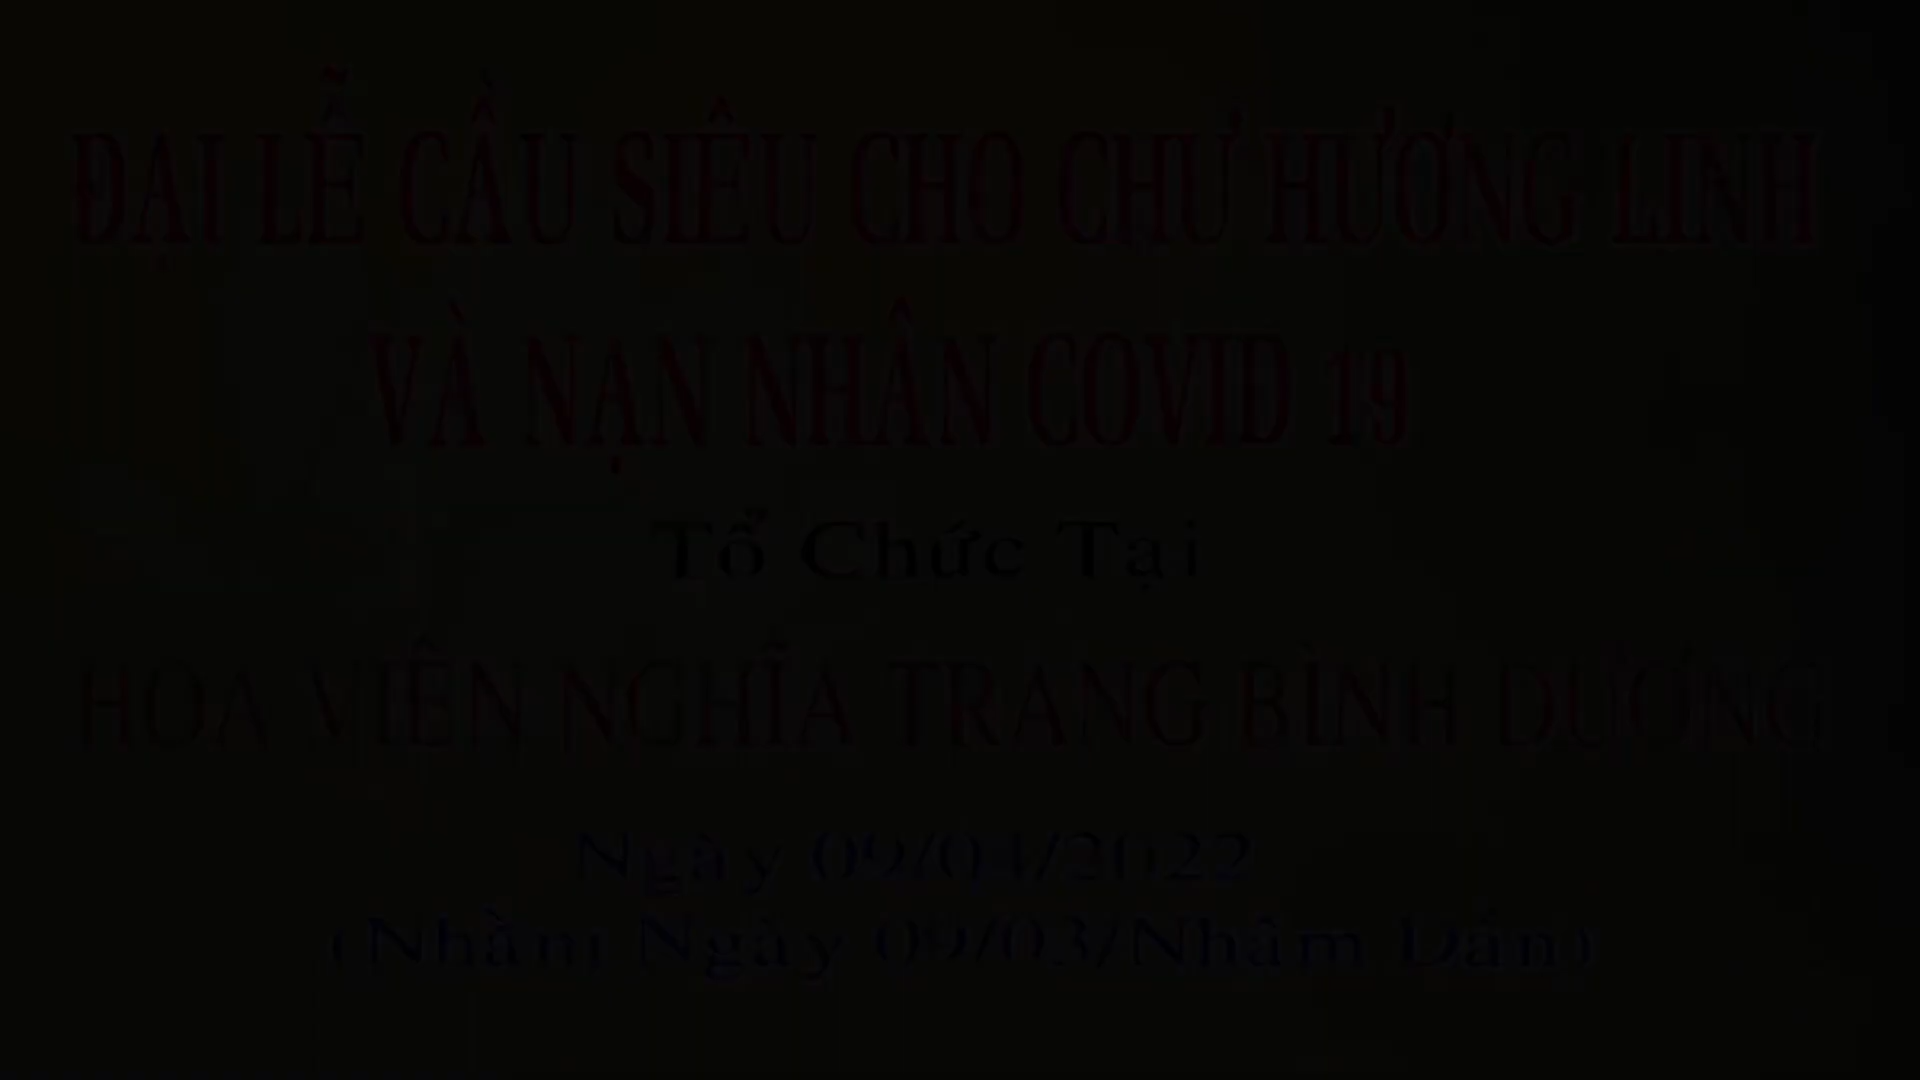 ĐẠI LỄ CẦU SIÊU CHO CHƯ HƯƠNG LINH
VÀ NẠN NHÂN COVID 19
Tổ Chức Tại
HOA VIÊN NGHĨA TRANG BÌNH DƯƠNG
Ngày 09/04/2022
(Nhằm Ngày 09/03/Nhâm Dần)